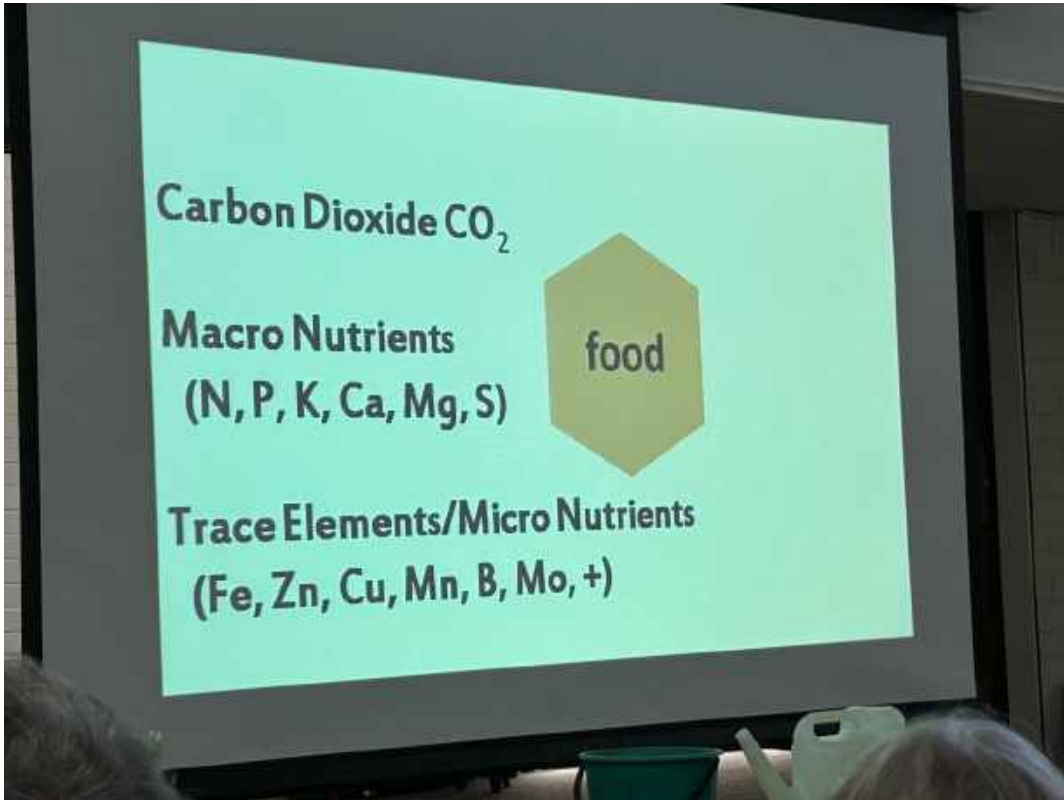 Carbon Dioxide CO₂
Macro Nutrients
(N, P, K, Ca, Mg, S)
food
Trace Elements/Micro Nutrients
(Fe, Zn, Cu, Mn, B, Mo, +)